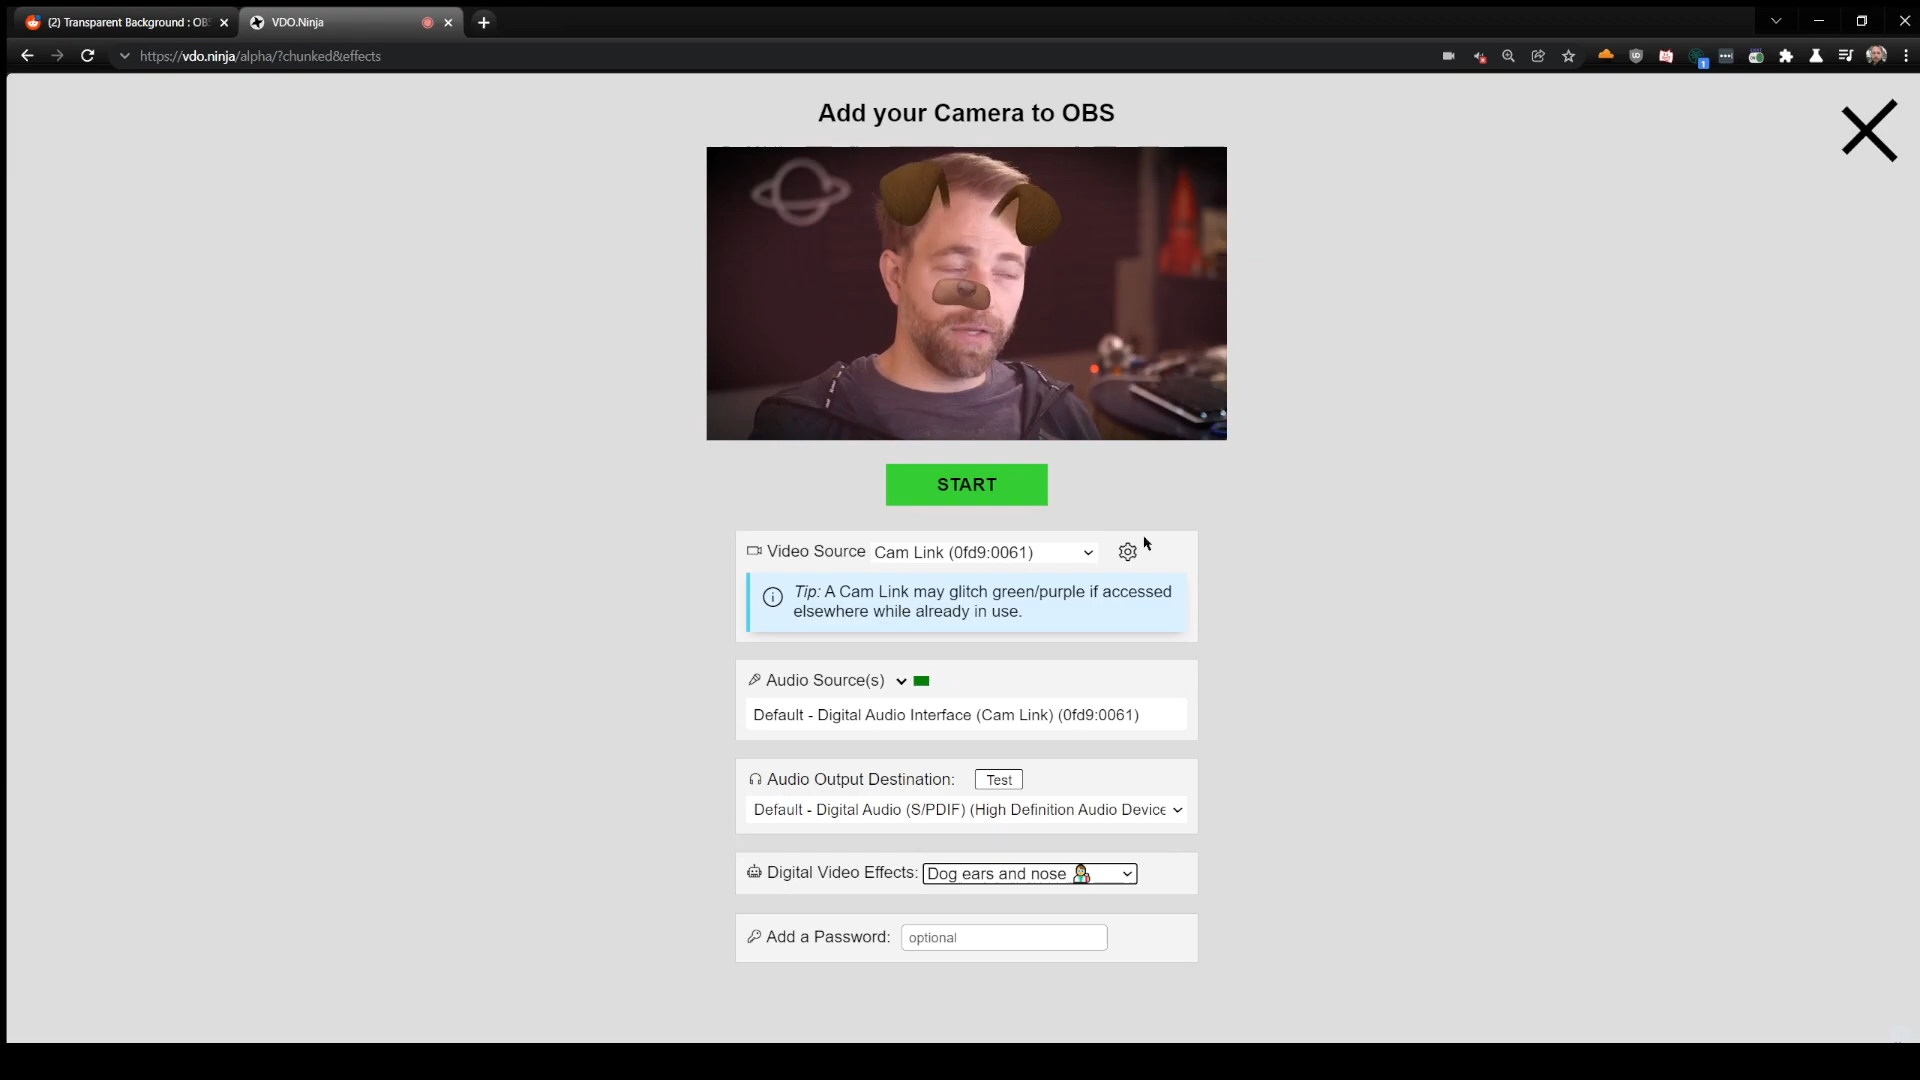 (2) Transparent Background : OBS
VDO.Ninja
https://vdo.ninja/alpha/?chunked&effects
1
Add your Camera to OBS
START
Video Source Cam Link (0fd9:0061)
Tip: A Cam Link may glitch green/purple if accessed
elsewhere while already in use.
Audio Source(s)
Default - Digital Audio Interface (Cam Link) (0fd9:0061)
Audio Output Destination: Test
Default - Digital Audio (S/PDIF) (High Definition Audio Device
Digital Video Effects: Dog ears and nose
Add a Password: optional